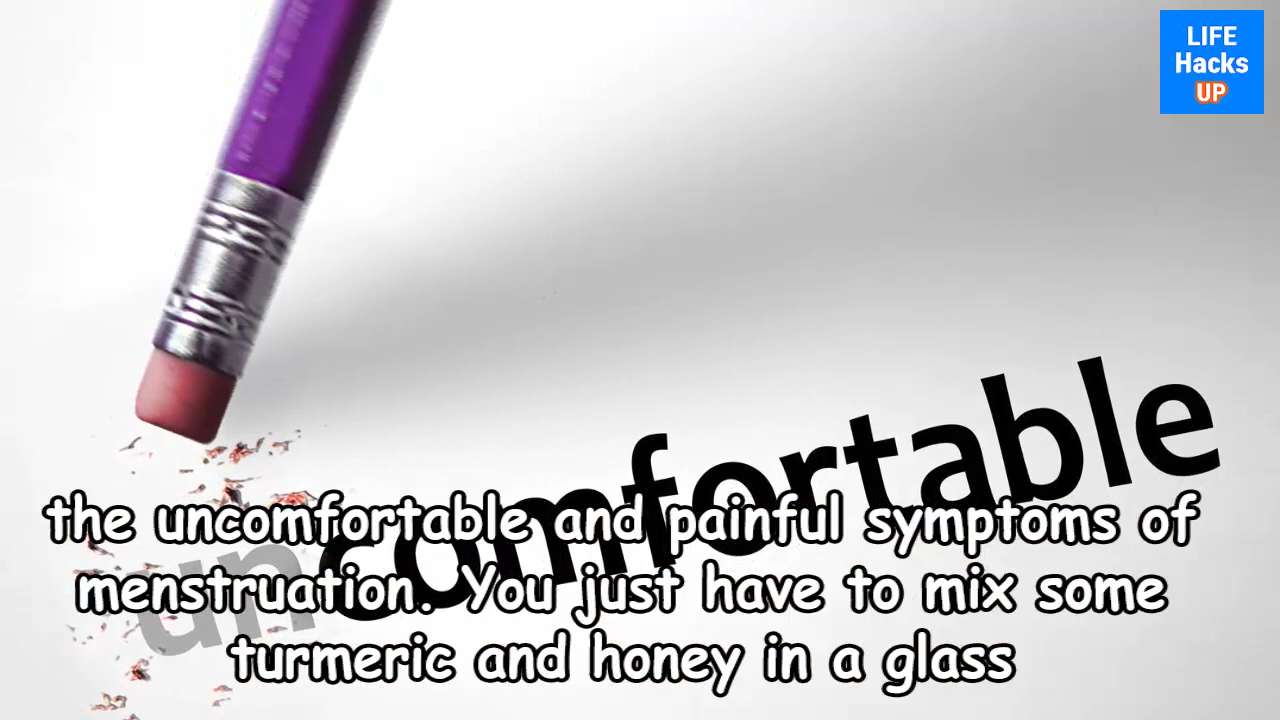 LIFE
Hacks
UP
uncomfortable
the uncomfortable and painful symptoms of
menstruation. You just have to mix some
turmeric and honey in a glass